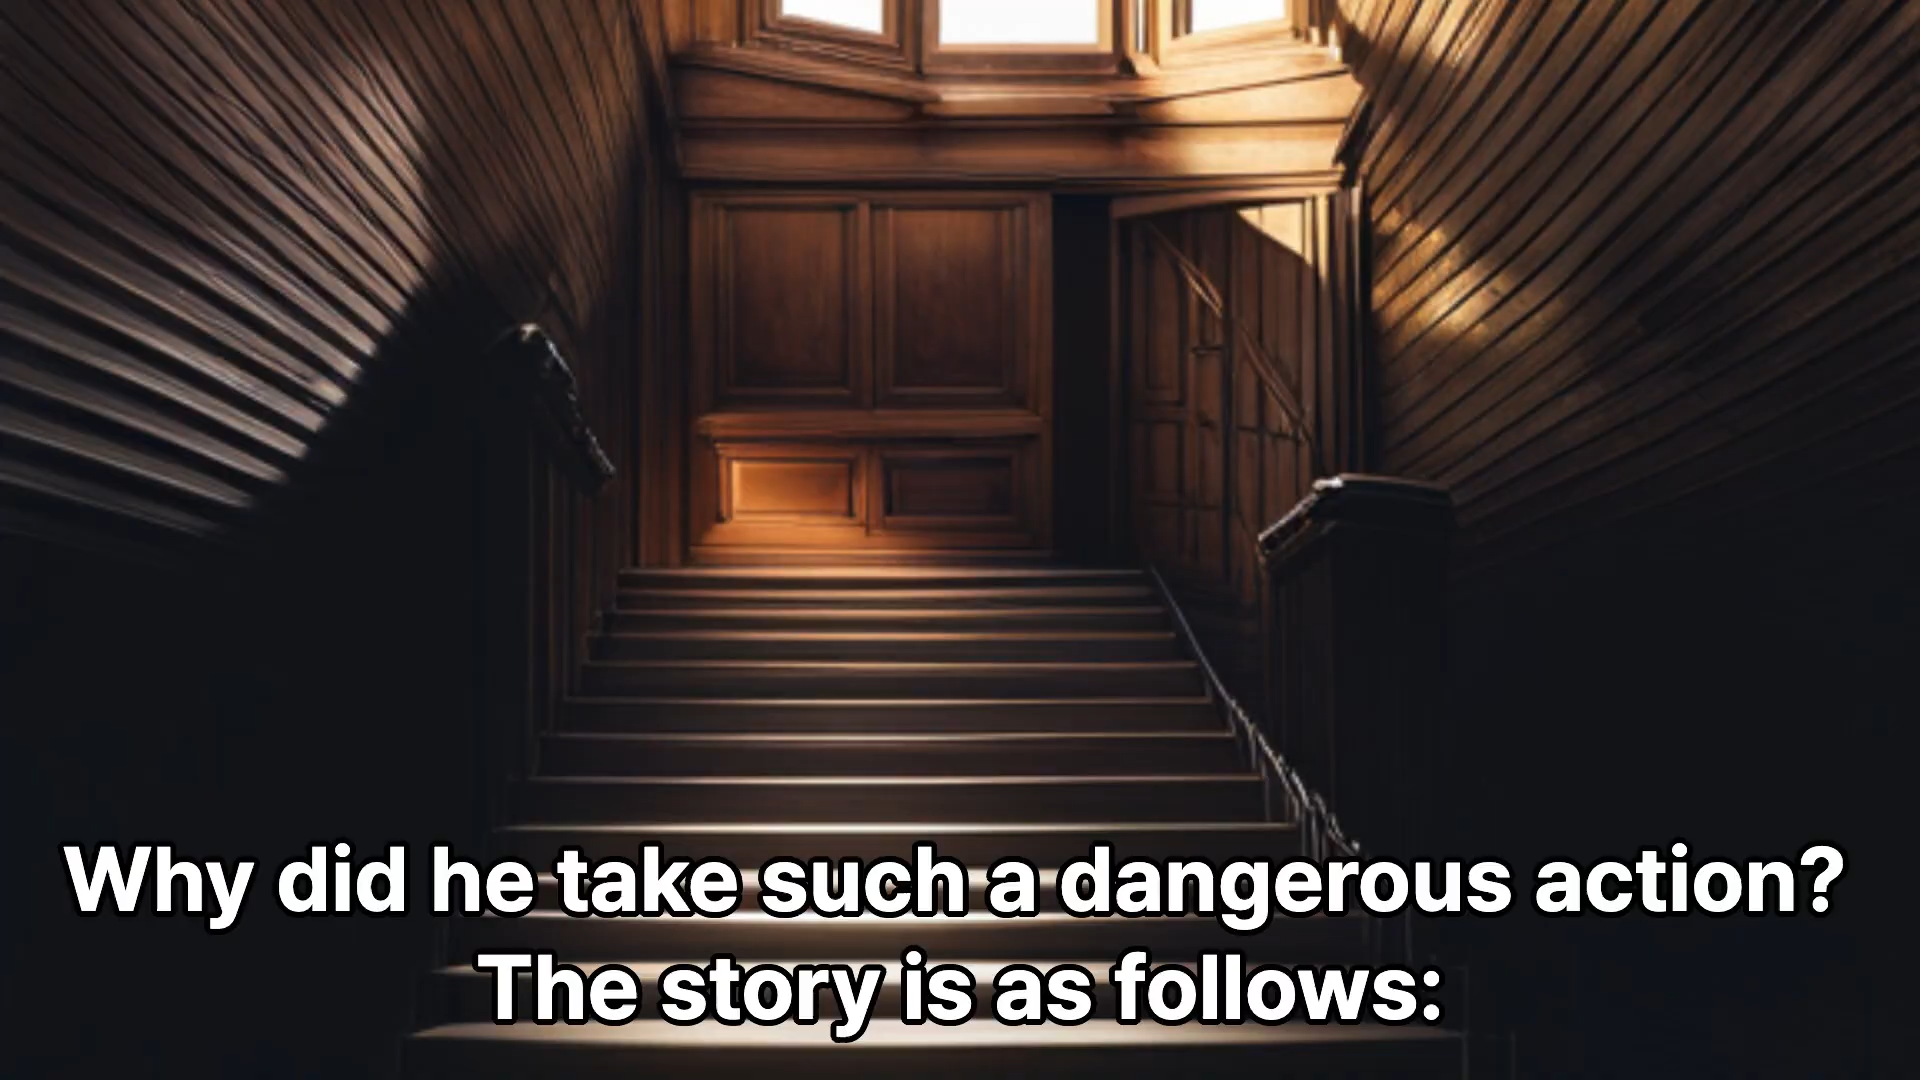 Why did he take such a dangerous action?
The story is as follows: